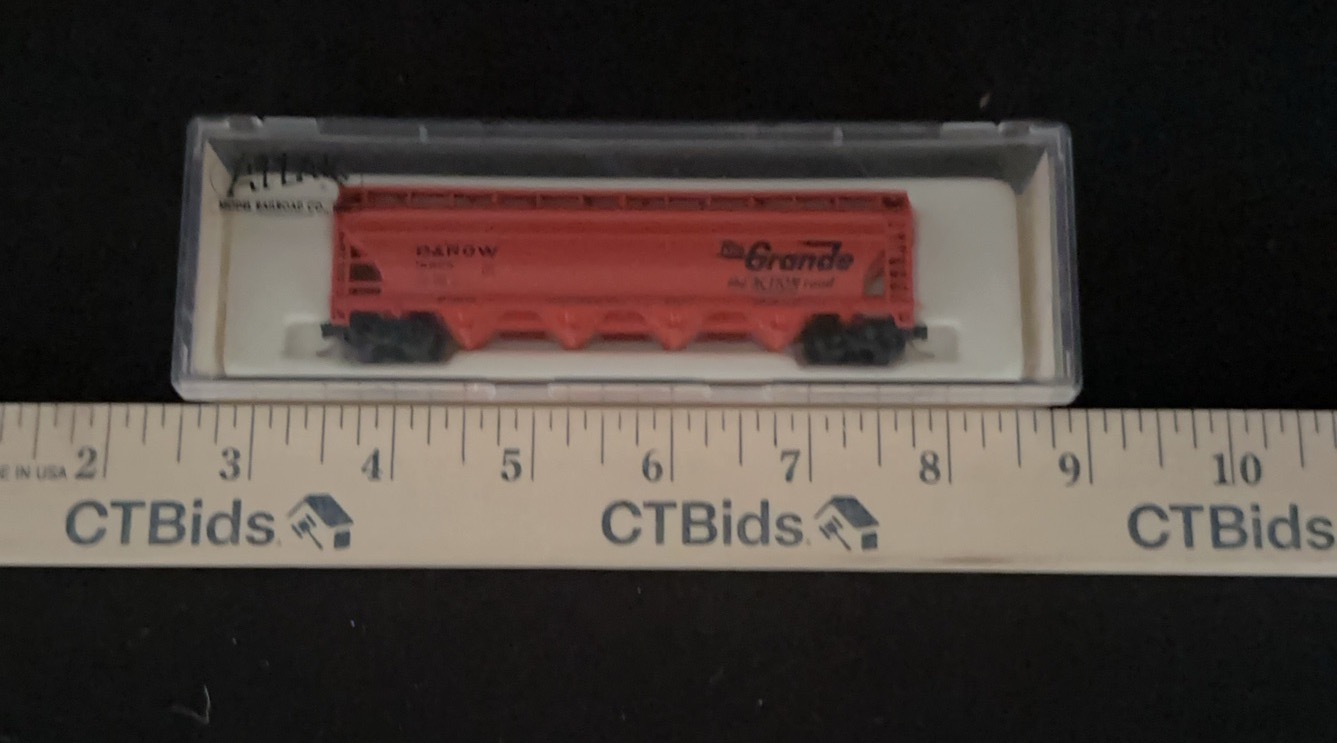 ATLAS
MODEL RAILROAD CO.
D&RGW
Rio Grande
the ACTION road
2 3 4 5 6 7 8 9 10
E IN USA
CTBids. CTBids. CTBids